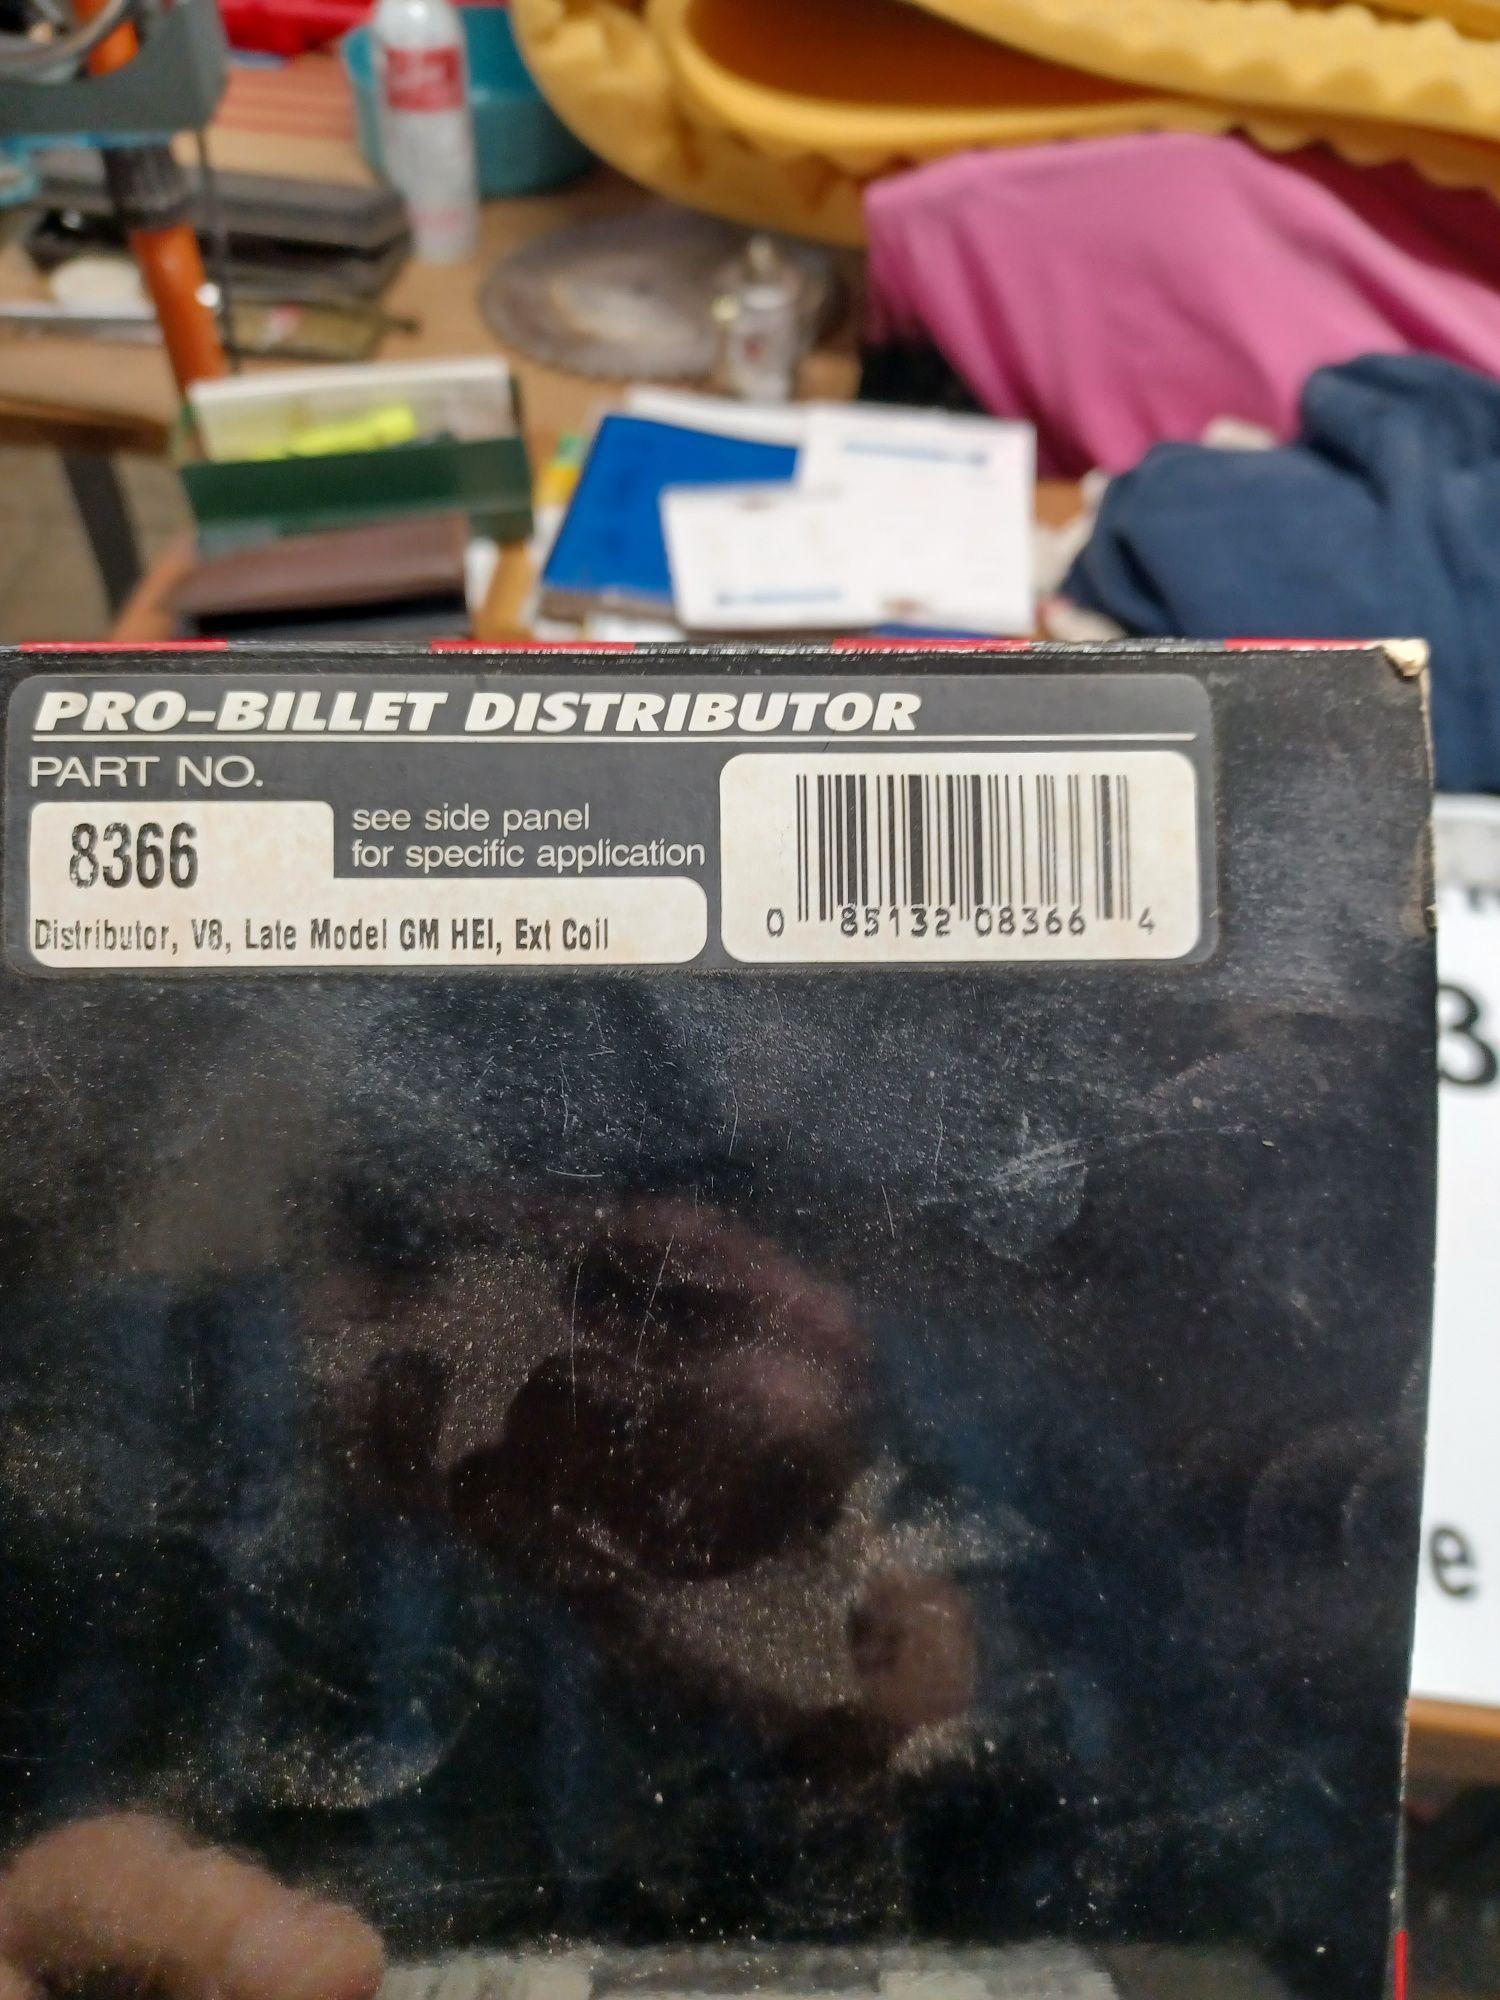 PRO-BILLET DISTRIBUTOR
PART NO.
8366
see side panel
for specific application
Distributor, V8, Late Model GM HEI, Ext Coil
0 85132 08366 4
e